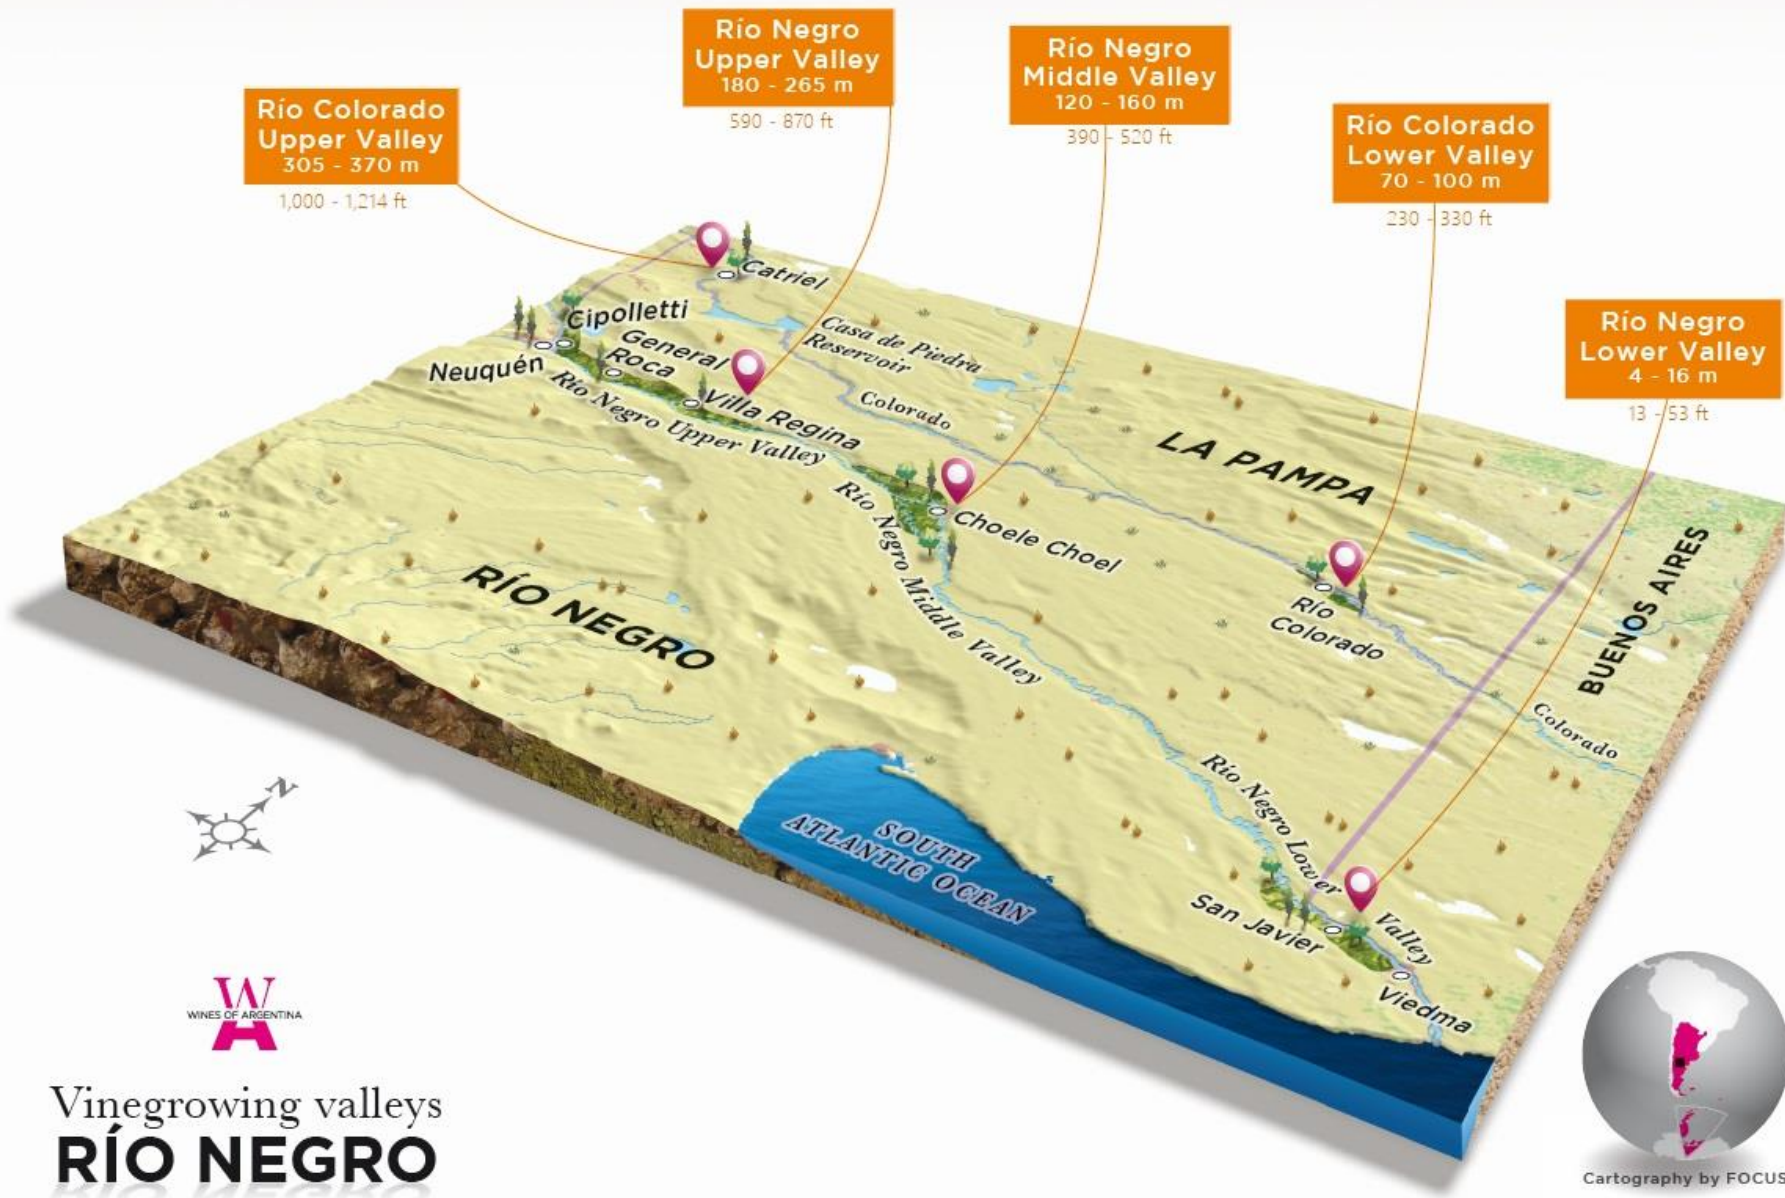 Río Negro
Upper Valley
180 - 265 m
590 - 870 ft
Río Negro
Middle Valley
120 - 160 m
390 - 520 ft
Río Colorado
Upper Valley
305 - 370 m
1,000 - 1,214 ft
Río Colorado
Lower Valley
70 - 100 m
230 - 330 ft
Río Negro
Lower Valley
4 - 16 m
13 - 53 ft
Catriel
Cipolletti
Neuquén
General
Roca
Villa Regina
Río Negro Upper Valley
Casa de Piedra
Reservoir
Colorado
LA PAMPA
Choele Choel
Río Negro Middle Valley
RÍO NEGRO
Río
Colorado
BUENOS AIRES
Colorado
Río Negro Lower Valley
San Javier
Viedma
SOUTH
ATLANTIC OCEAN
N
WA
WINES OF ARGENTINA
Vinegrowing valleys
RÍO NEGRO
Cartography by FOCUS